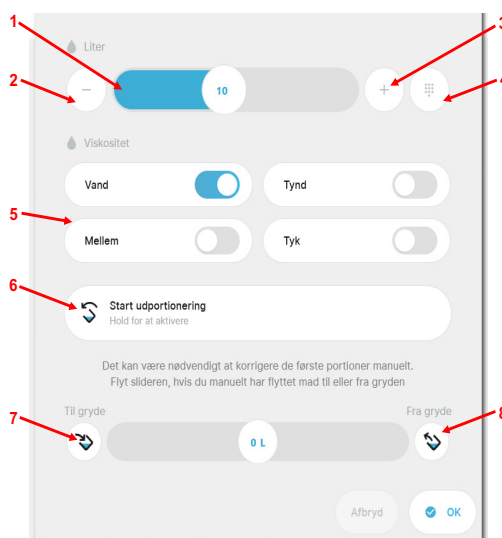 1
Liter
3
2
10
4
Viskositet
Vand
Tynd
5
Mellem
Tyk
6
Start udportionering
Hold for at aktivere
Det kan være nødvendigt at korrigere de første portioner manuelt.
Flyt slideren, hvis du manuelt har flyttet mad til eller fra gryden
Til gryde
Fra gryde
7
0 L
8
Afbryd
OK